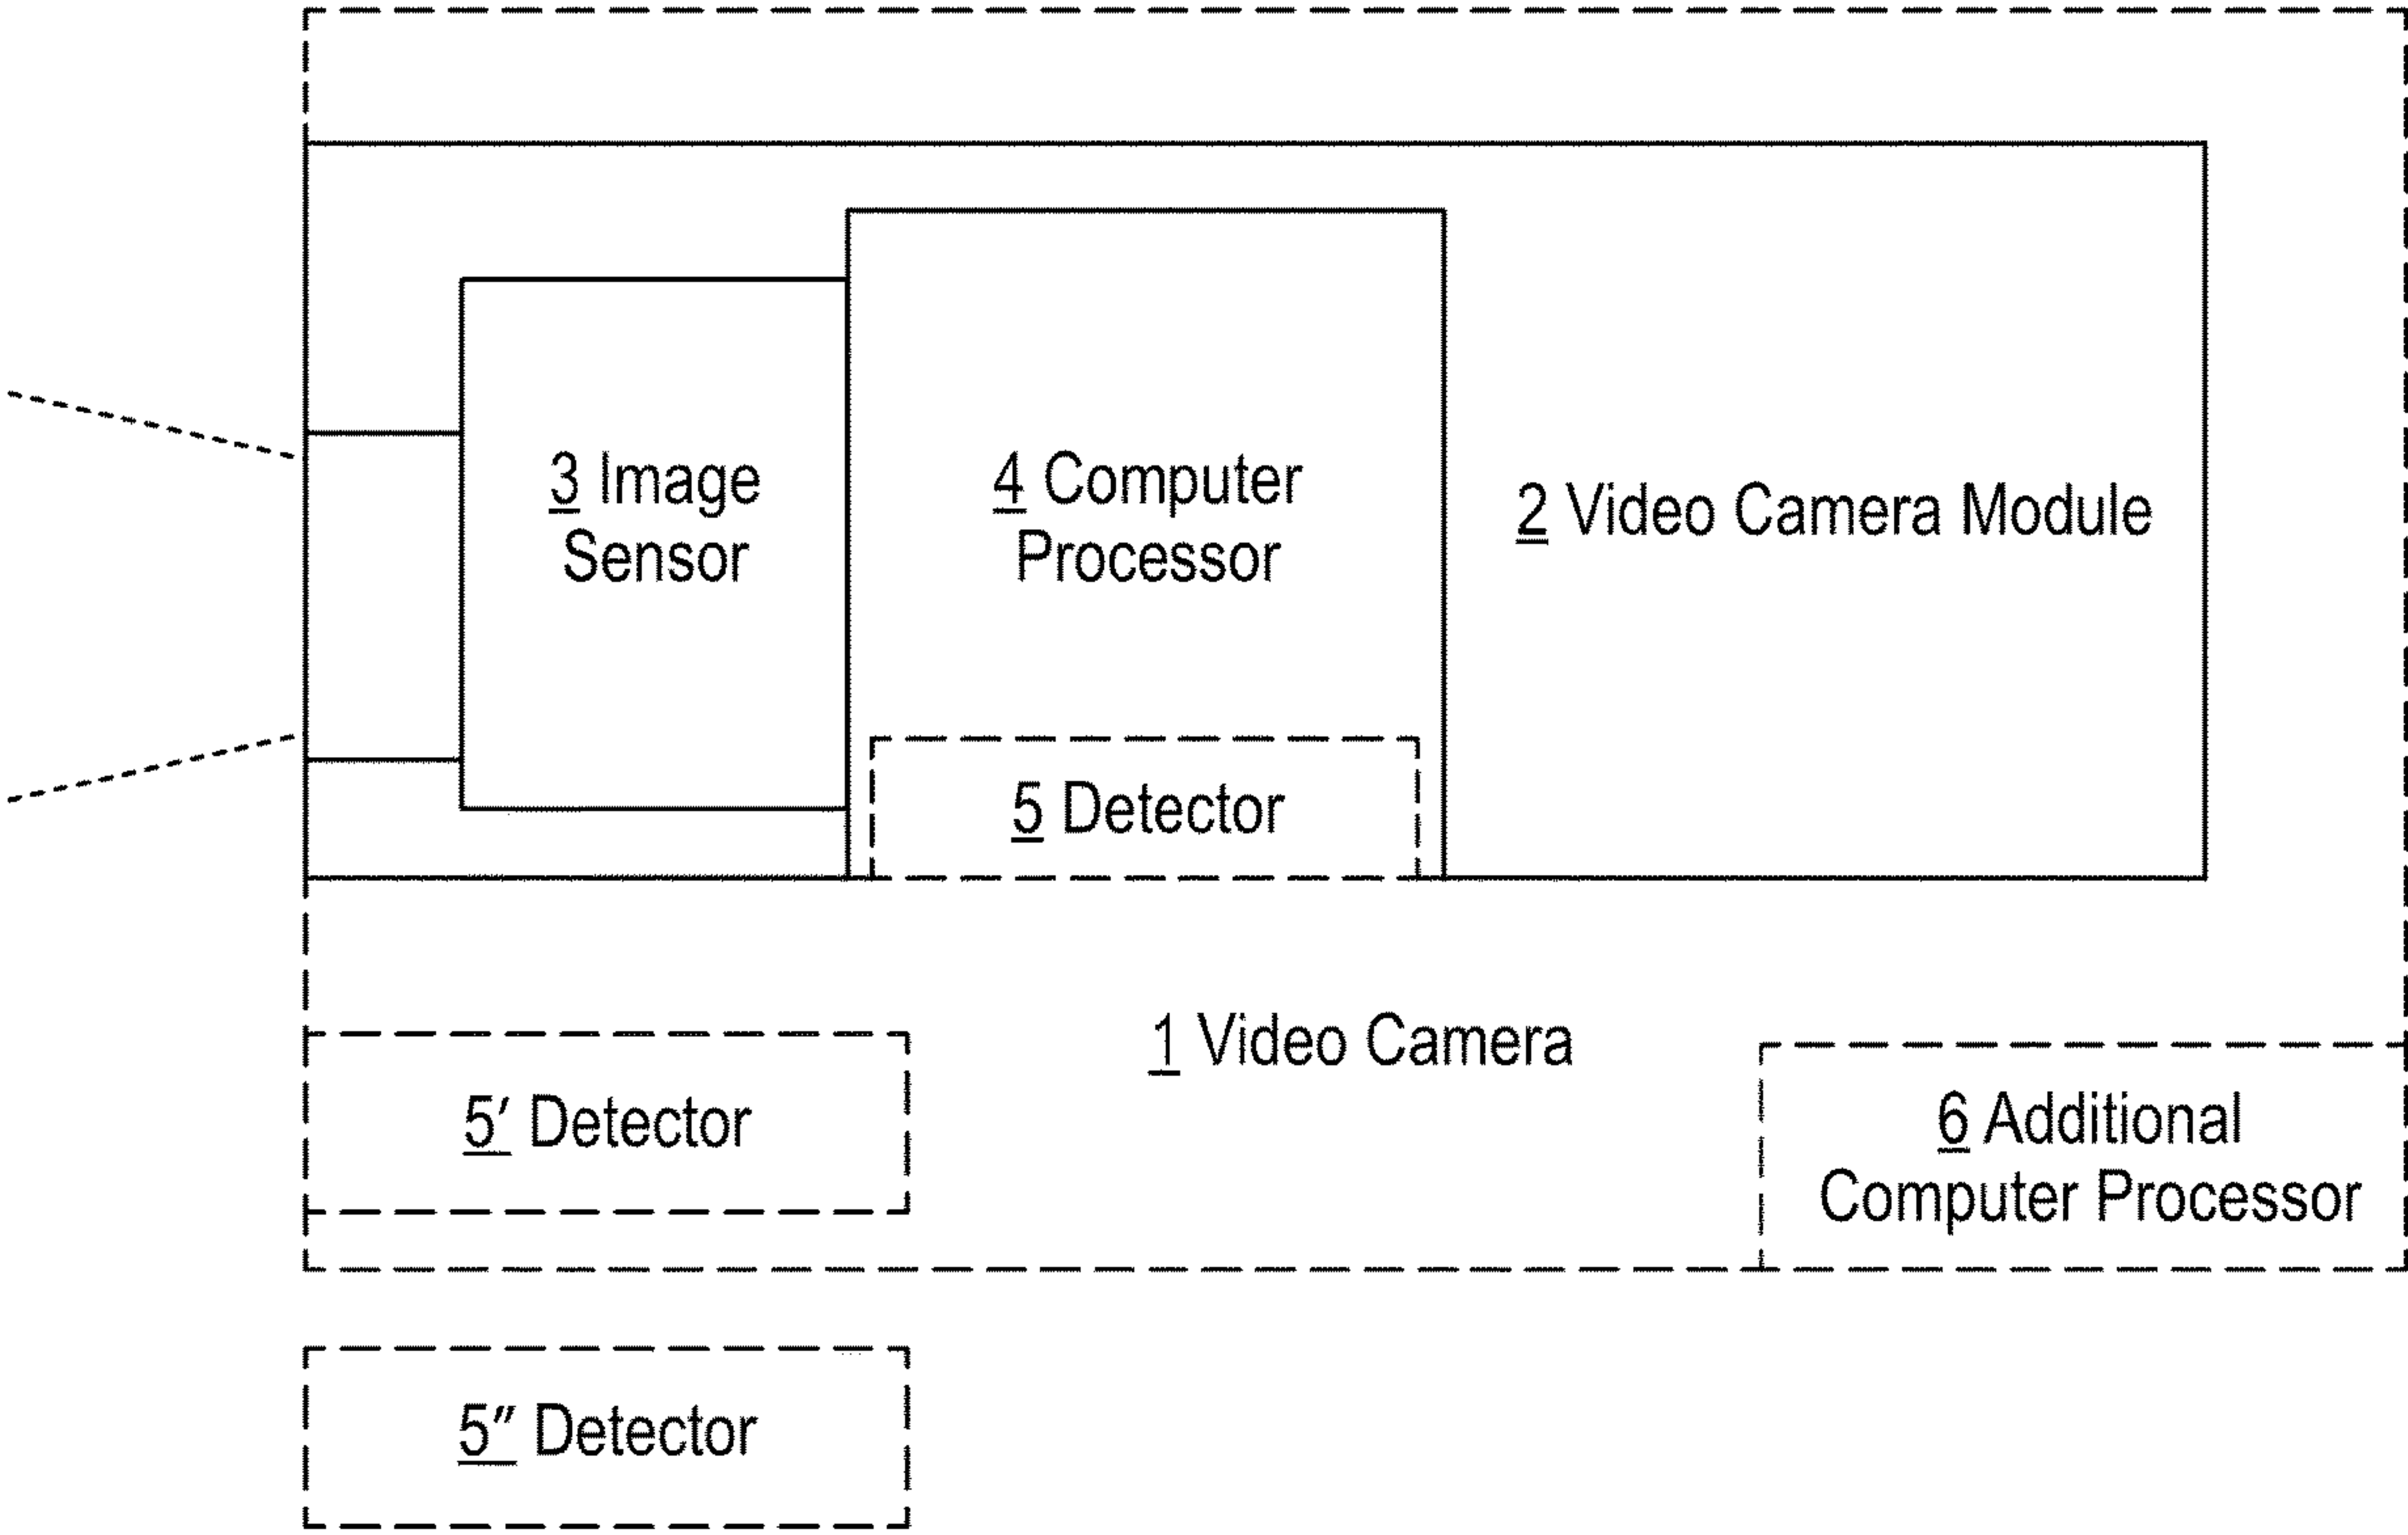 3 Image
Sensor
4 Computer
Processor
2 Video Camera Module
5 Detector
1 Video Camera
5′ Detector
6 Additional
Computer Processor
5″ Detector